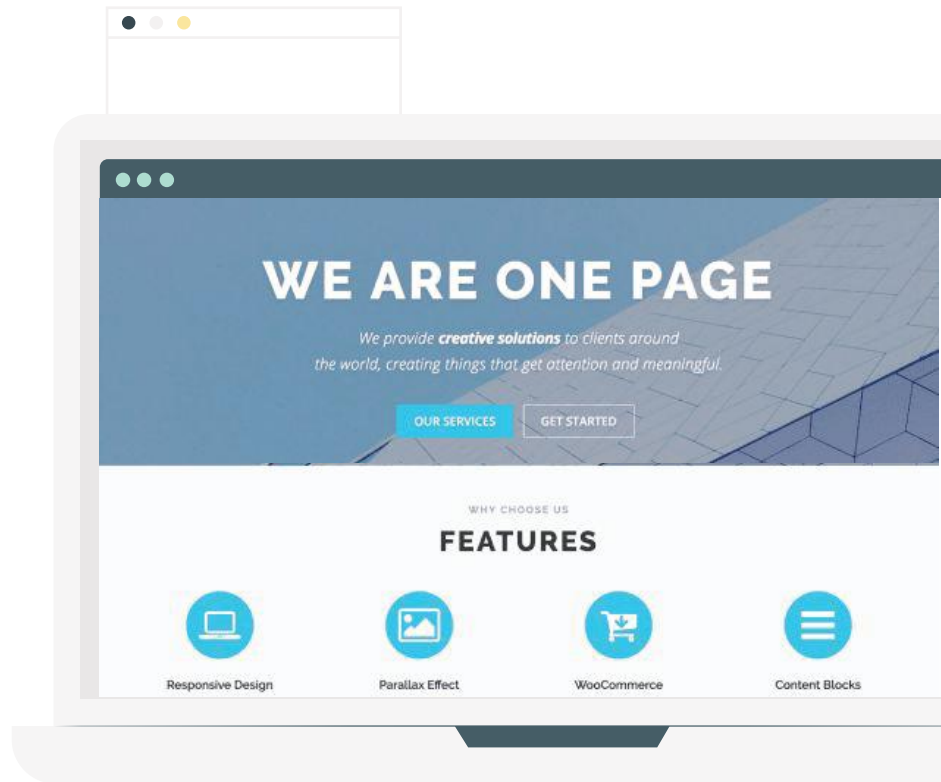 WE ARE ONE PAGE
We provide creative solutions to clients around
the world, creating things that get attention and meaningful.
OUR SERVICES GET STARTED
WHY CHOOSE US
FEATURES
Responsive Design Parallax Effect WooCommerce Content Blocks